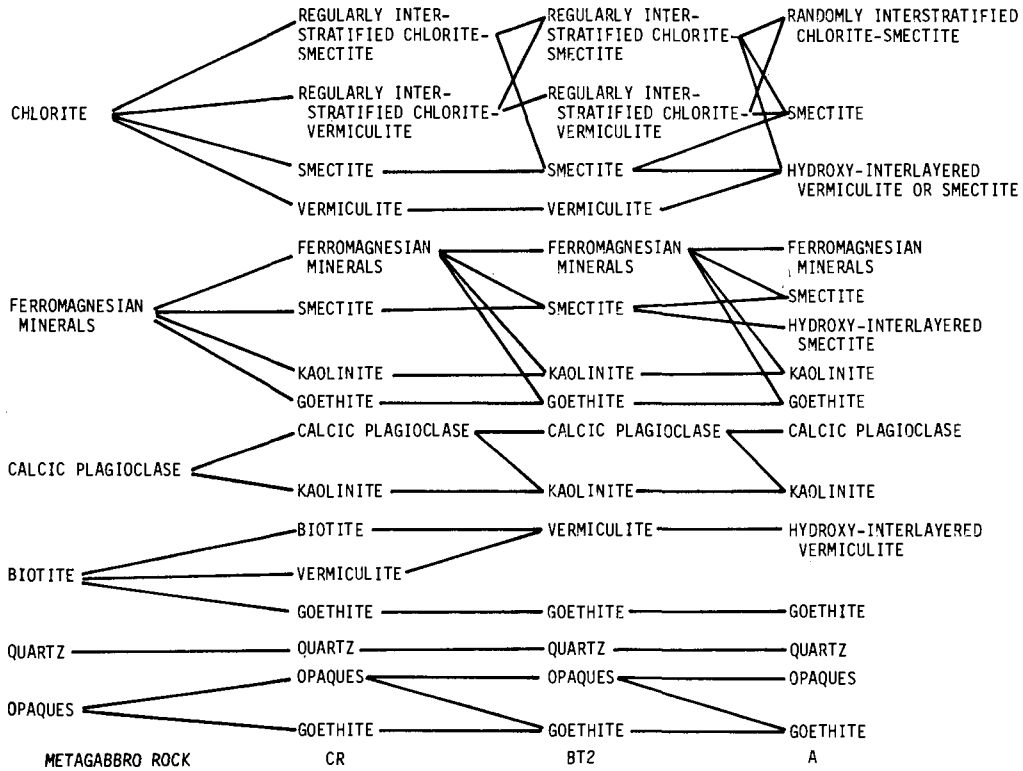 REGULARLY INTER-
STRATIFIED CHLORITE-
SMECTITE
REGULARLY INTER-
STRATIFIED CHLORITE-
SMECTITE
RANDOMLY INTERSTRATIFIED
CHLORITE-SMECTITE
CHLORITE
REGULARLY INTER-
STRATIFIED CHLORITE-
VERMICULITE
REGULARLY INTER-
STRATIFIED CHLORITE-
VERMICULITE
SMECTITE
SMECTITE
SMECTITE
HYDROXY-INTERLAYERED
VERMICULITE OR SMECTITE
VERMICULITE
VERMICULITE
FERROMAGNESIAN
MINERALS
FERROMAGNESIAN
MINERALS
FERROMAGNESIAN
MINERALS
FERROMAGNESIAN
MINERALS
SMECTITE
SMECTITE
SMECTITE
HYDROXY-INTERLAYERED
SMECTITE
KAOLINITE
KAOLINITE
KAOLINITE
GOETHITE
GOETHITE
GOETHITE
CALCIC PLAGIOCLASE
CALCIC PLAGIOCLASE
CALCIC PLAGIOCLASE
CALCIC PLAGIOCLASE
KAOLINITE
KAOLINITE
KAOLINITE
BIOTITE
BIOTITE
VERMICULITE
HYDROXY-INTERLAYERED
VERMICULITE
VERMICULITE
GOETHITE
GOETHITE
GOETHITE
QUARTZ
QUARTZ
QUARTZ
QUARTZ
OPAQUES
OPAQUES
OPAQUES
OPAQUES
GOETHITE
GOETHITE
GOETHITE
METAGABBRO ROCK
CR
BT2
A